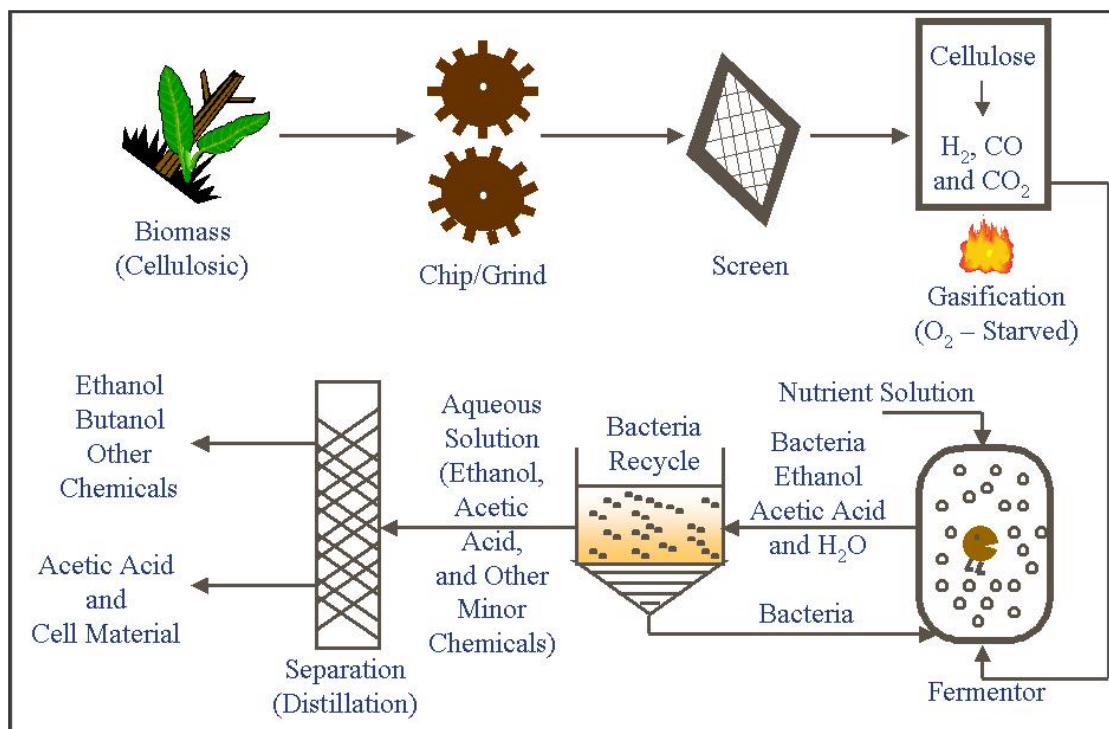 Biomass
(Cellulosic)
Chip/Grind
Screen
Cellulose
H₂, CO
and CO₂
Gasification
(O₂ – Starved)
Nutrient Solution
Fermentor
Bacteria
Ethanol
Acetic Acid
and H₂O
Bacteria
Bacteria
Recycle
Aqueous
Solution
(Ethanol,
Acetic
Acid,
and Other
Minor
Chemicals)
Separation
(Distillation)
Ethanol
Butanol
Other
Chemicals
Acetic Acid
and
Cell Material